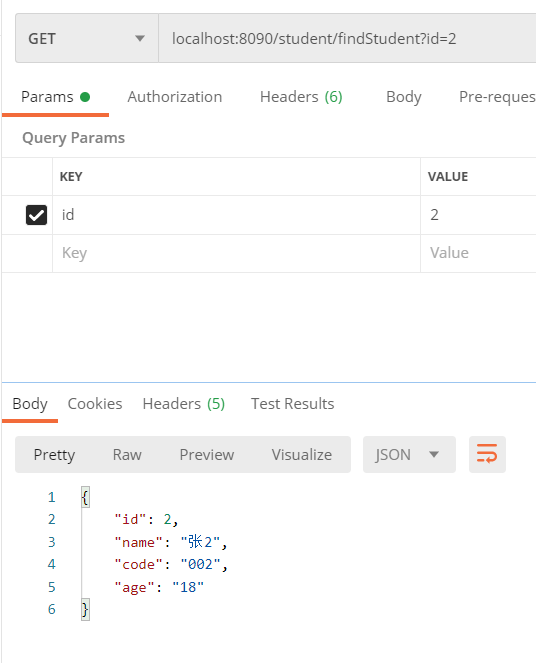 GET localhost:8090/student/findStudent?id=2
Params Authorization Headers (6) Body Pre-reques
Query Params
KEY VALUE
id 2
Key Value
Body Cookies Headers (5) Test Results
Pretty Raw Preview Visualize JSON
1 {
2 "id": 2,
3 "name": "张2",
4 "code": "002",
5 "age": "18"
6 }